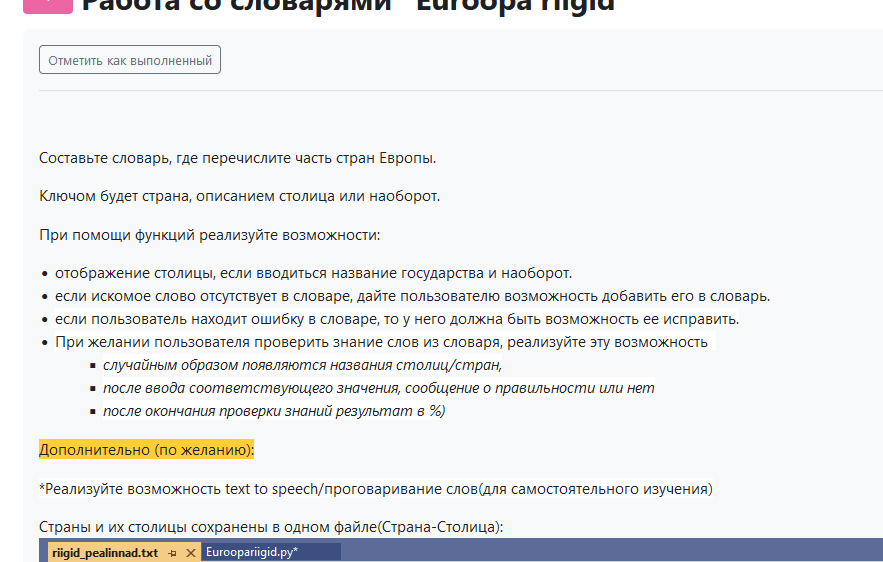 Работа со словарями "Euroopa riigid"
Отметить как выполненный
Составьте словарь, где перечислите часть стран Европы.
Ключом будет страна, описанием столица или наоборот.
При помощи функций реализуйте возможности:
отображение столицы, если вводиться название государства и наоборот.
если искомое слово отсутствует в словаре, дайте пользователю возможность добавить его в словарь.
если пользователь находит ошибку в словаре, то у него должна быть возможность ее исправить.
При желании пользователя проверить знание слов из словаря, реализуйте эту возможность
случайным образом появляются названия столиц/стран,
после ввода соответствующего значения, сообщение о правильности или нет
после окончания проверки знаний результат в %)
Дополнительно (по желанию):
*Реализуйте возможность text to speech/проговаривание слов(для самостоятельного изучения)
Страны и их столицы сохранены в одном файле(Страна-Столица):
riigid_pealinnad.txt Euroopariigid.py*